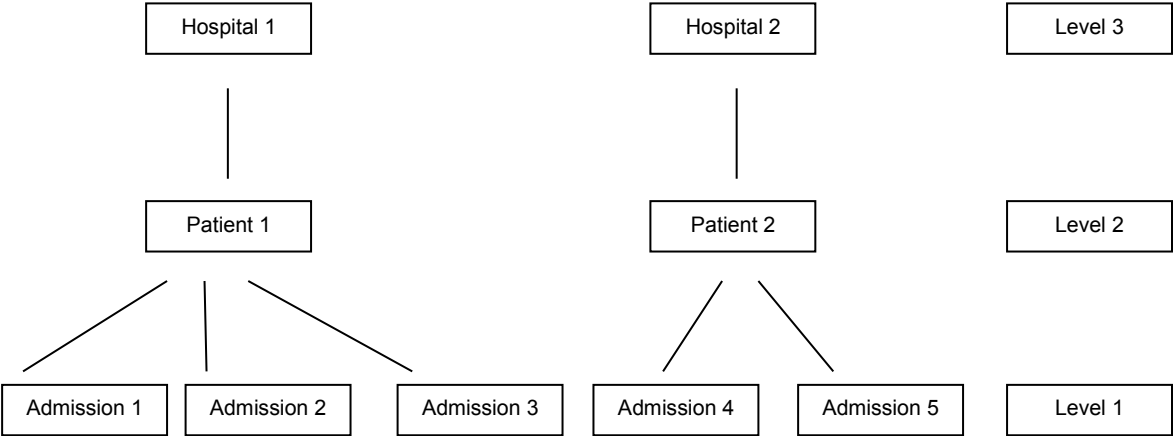 Hospital 1
Hospital 2
Level 3
Patient 1
Patient 2
Level 2
Admission 1
Admission 2
Admission 3
Admission 4
Admission 5
Level 1